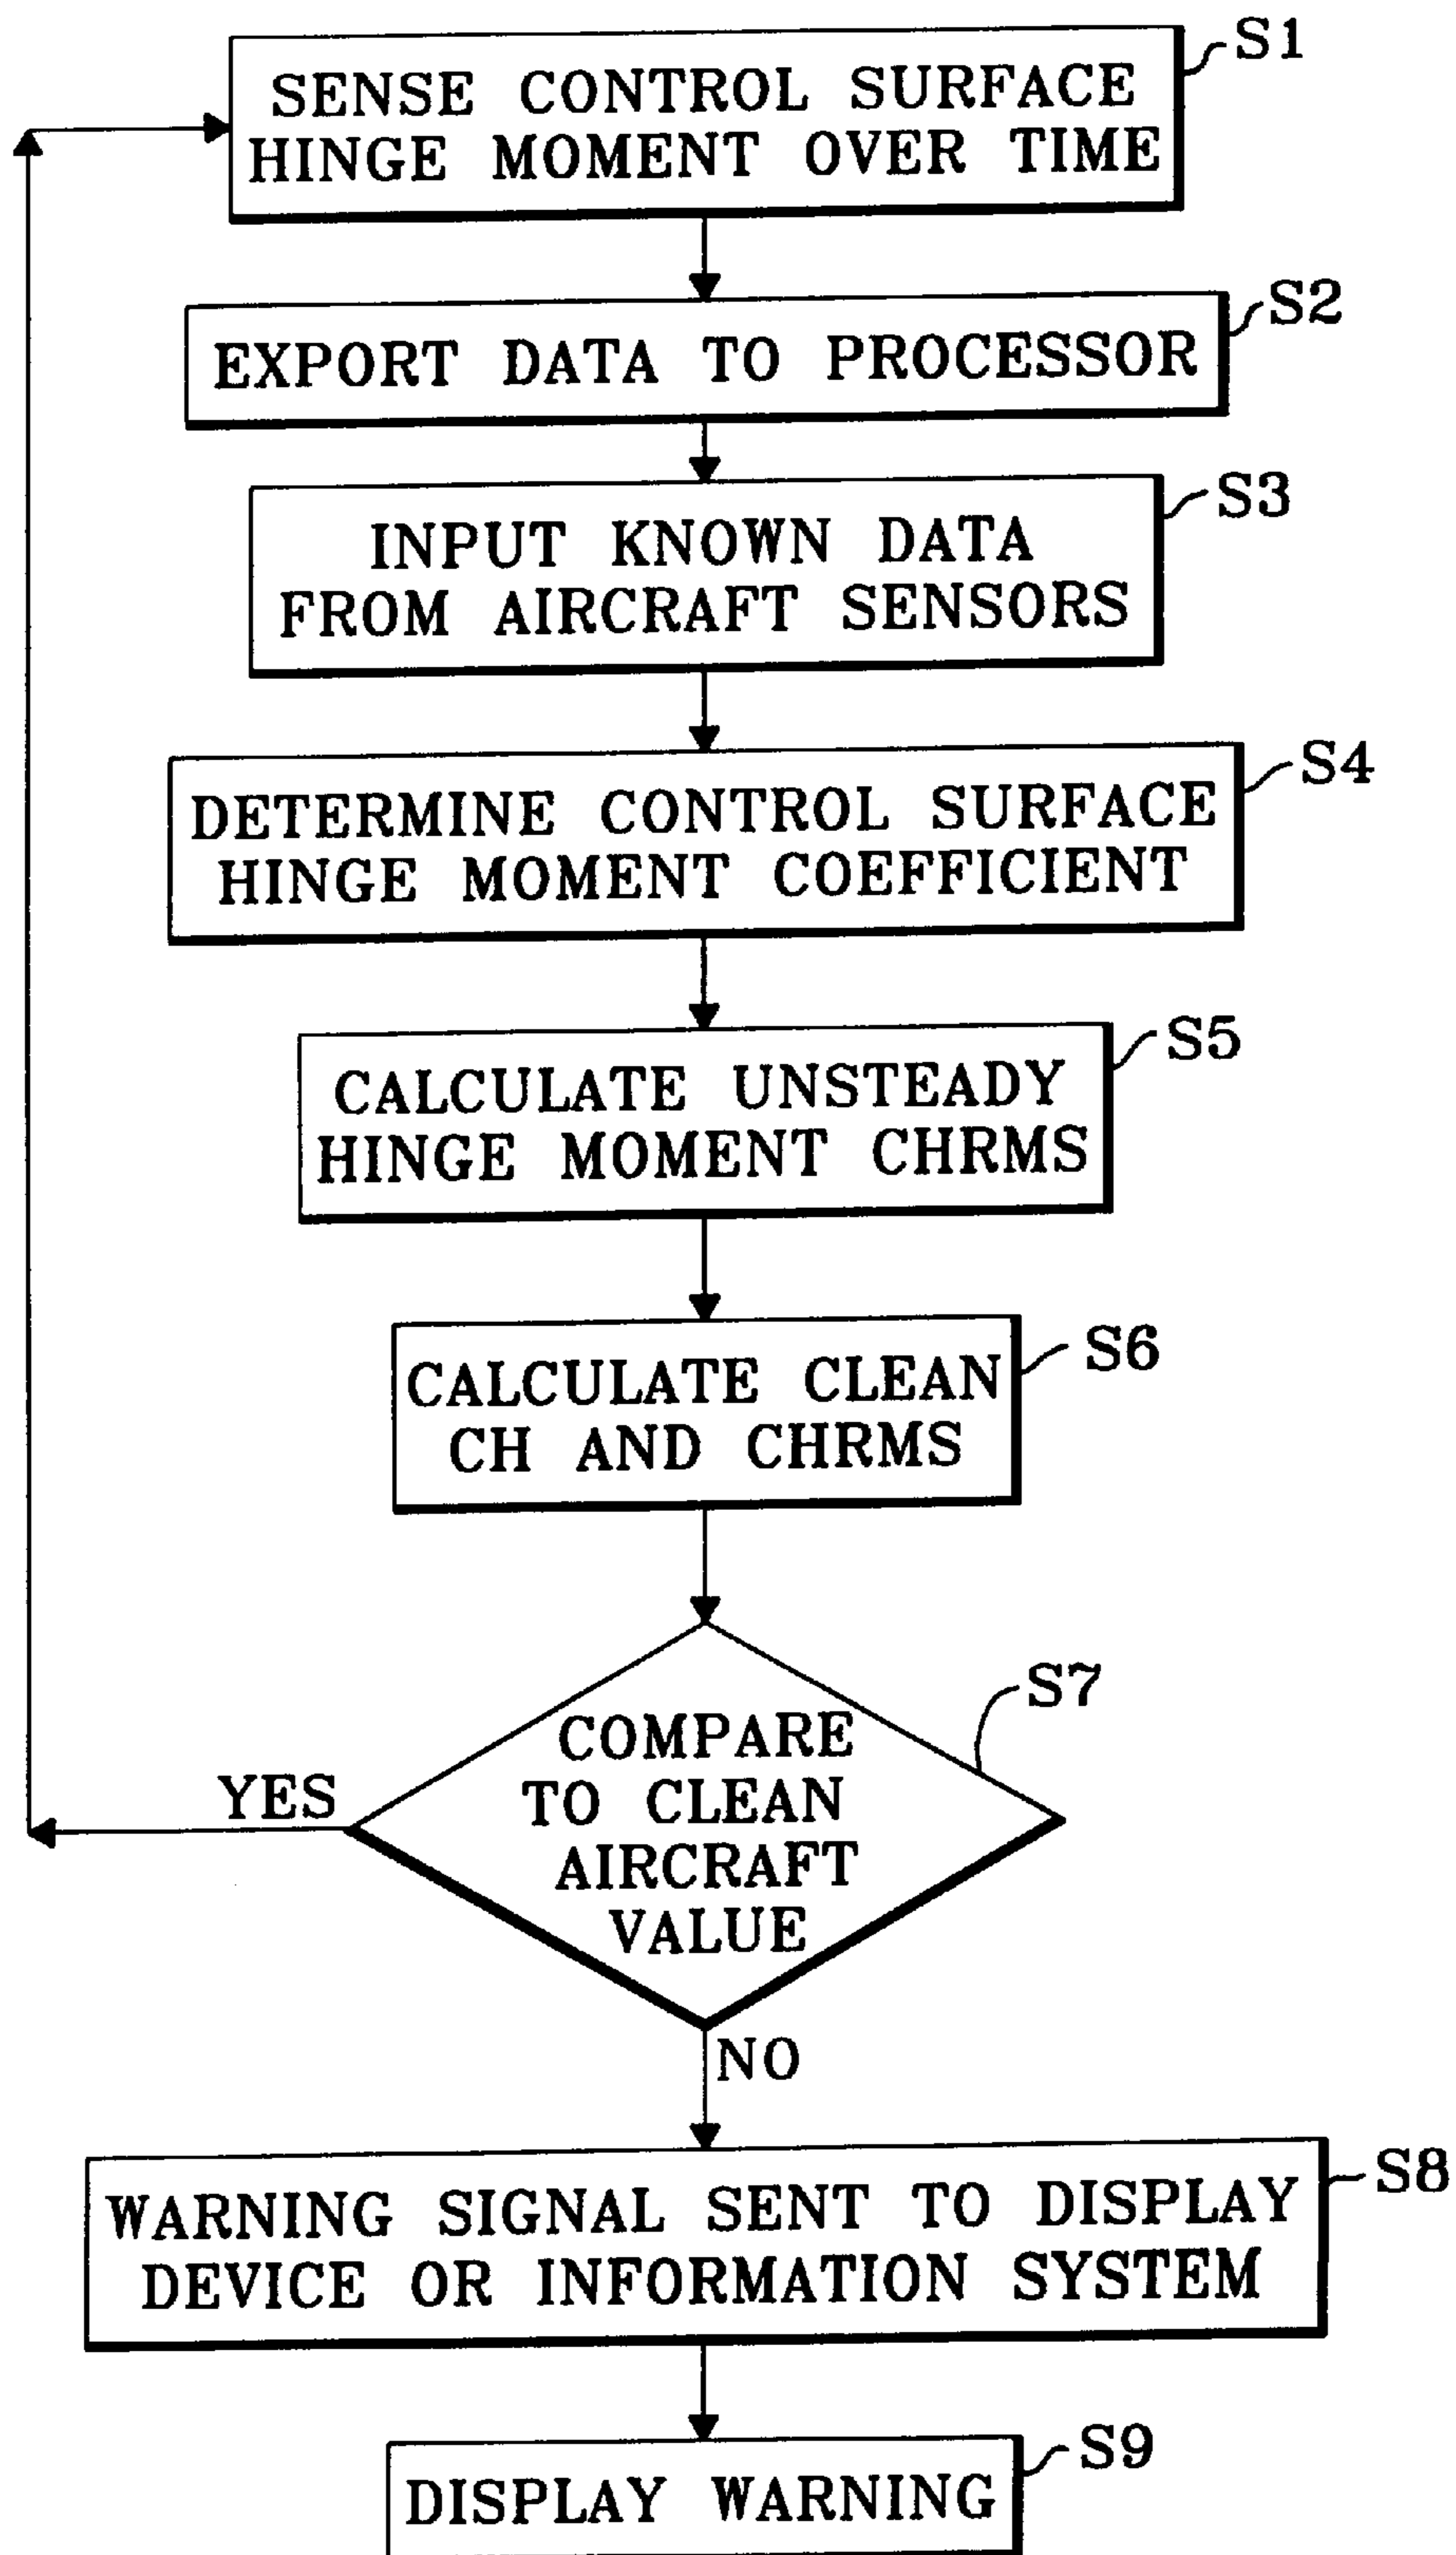 S1
SENSE CONTROL SURFACE
HINGE MOMENT OVER TIME
S2
EXPORT DATA TO PROCESSOR
S3
INPUT KNOWN DATA
FROM AIRCRAFT SENSORS
S4
DETERMINE CONTROL SURFACE
HINGE MOMENT COEFFICIENT
S5
CALCULATE UNSTEADY
HINGE MOMENT CHRMS
S6
CALCULATE CLEAN
CH AND CHRMS
S7
COMPARE
TO CLEAN
AIRCRAFT
VALUE
YES
NO
S8
WARNING SIGNAL SENT TO DISPLAY
DEVICE OR INFORMATION SYSTEM
S9
DISPLAY WARNING